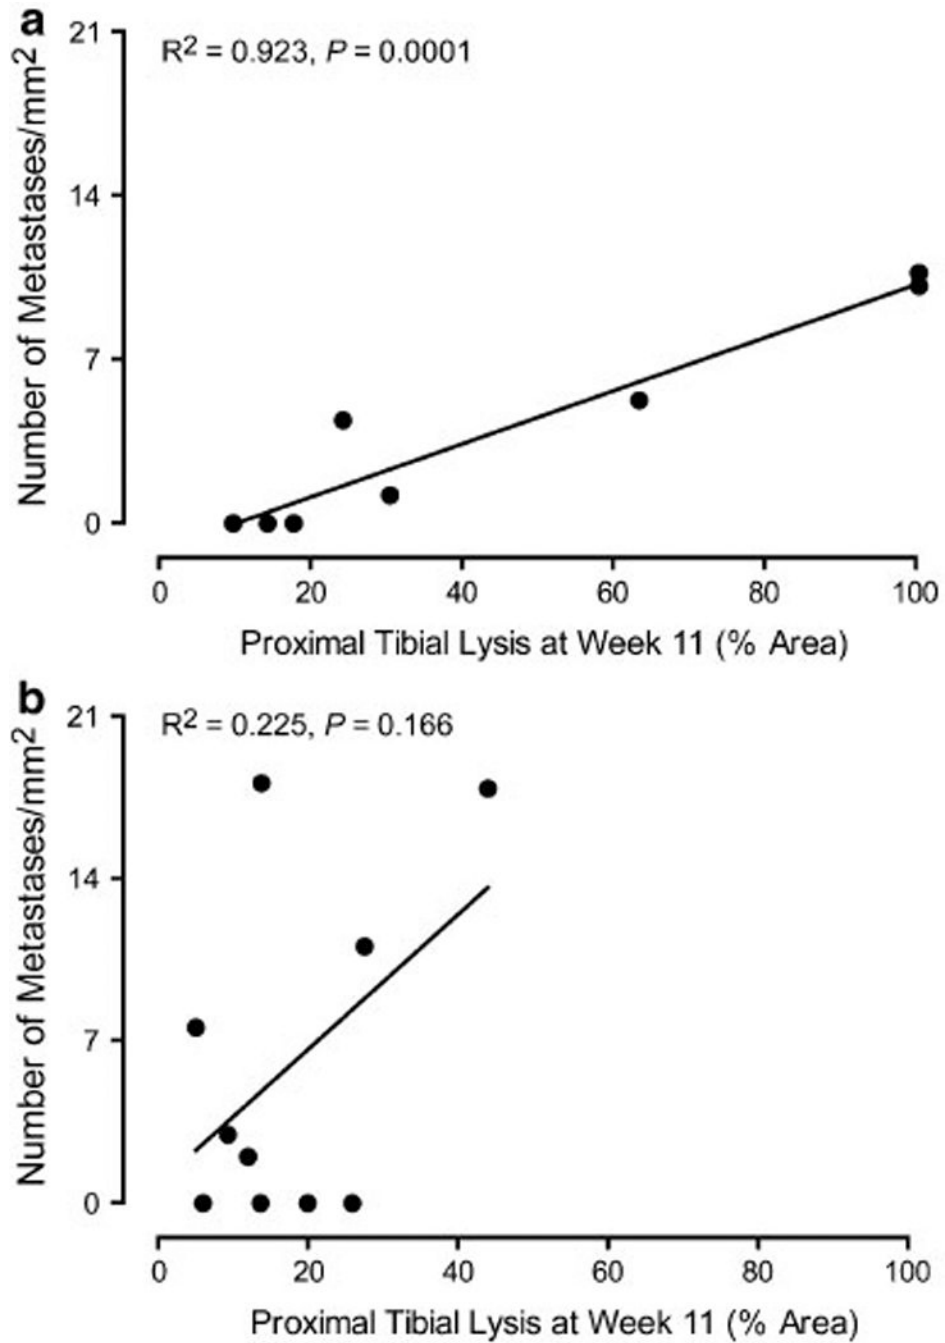 a
R² = 0.923, P = 0.0001
Number of Metastases/mm²
21
14
7
0
0 20 40 60 80 100
Proximal Tibial Lysis at Week 11 (% Area)
b
R² = 0.225, P = 0.166
Number of Metastases/mm²
21
14
7
0
0 20 40 60 80 100
Proximal Tibial Lysis at Week 11 (% Area)